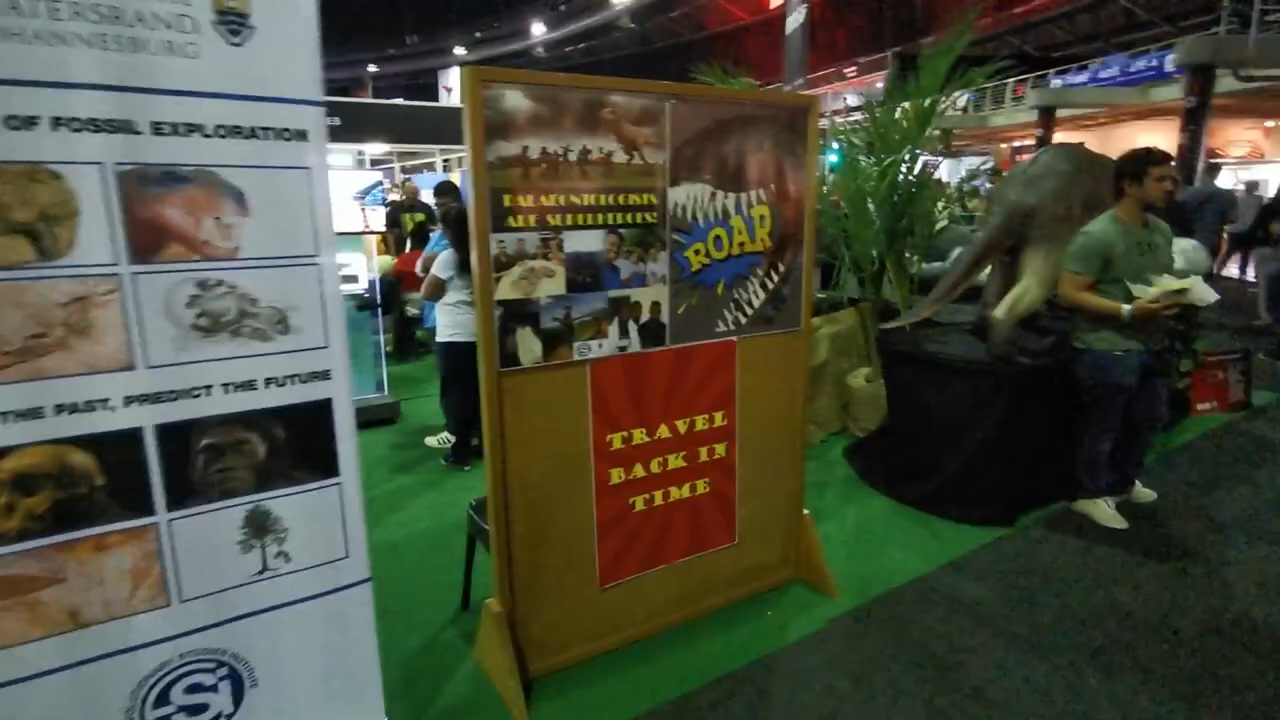 ATERSRAND
HANNESBURG
OF FOSSIL EXPLORATION
THE PAST, PREDICT THE FUTURE
PALAEONTOLOGISTS
ARE SUPERHEROES!
ROAR
TRAVEL
BACK IN
TIME